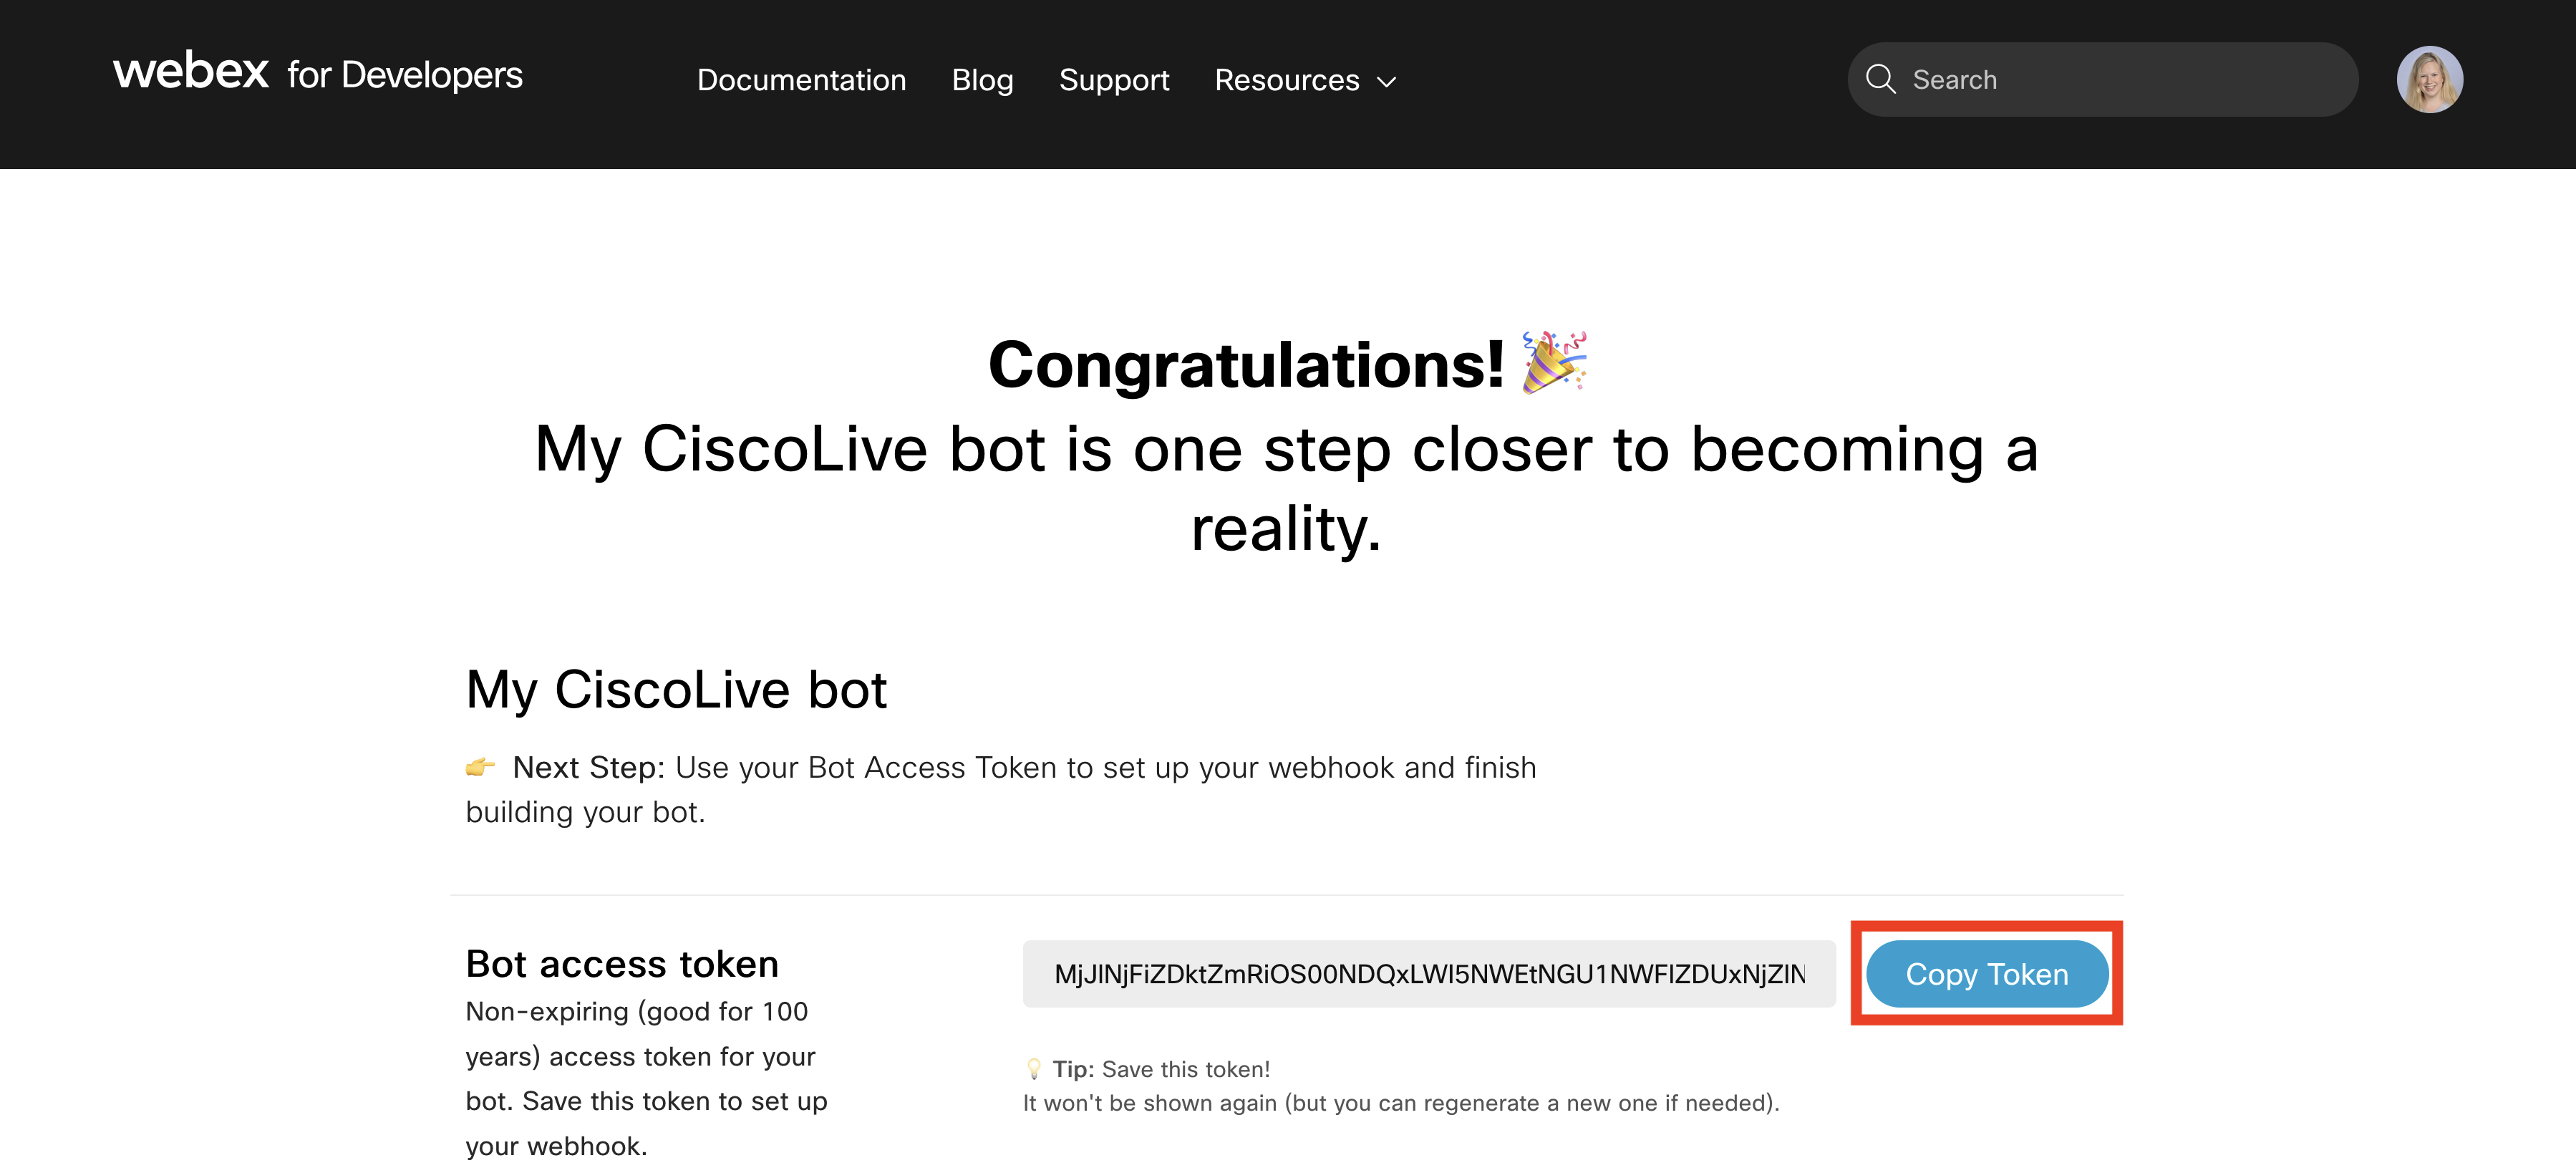 webex for Developers
Documentation Blog Support Resources
Search
Congratulations! 🎉
My CiscoLive bot is one step closer to becoming a
reality.
My CiscoLive bot
👉 Next Step: Use your Bot Access Token to set up your webhook and finish
building your bot.
Bot access token
MjJlNjFiZDktZmRiOS00NDQxLWI5NWEtNGU1NWFlZDUxNjZlN
Copy Token
Non-expiring (good for 100
years) access token for your
bot. Save this token to set up
your webhook.
💡 Tip: Save this token!
It won't be shown again (but you can regenerate a new one if needed).